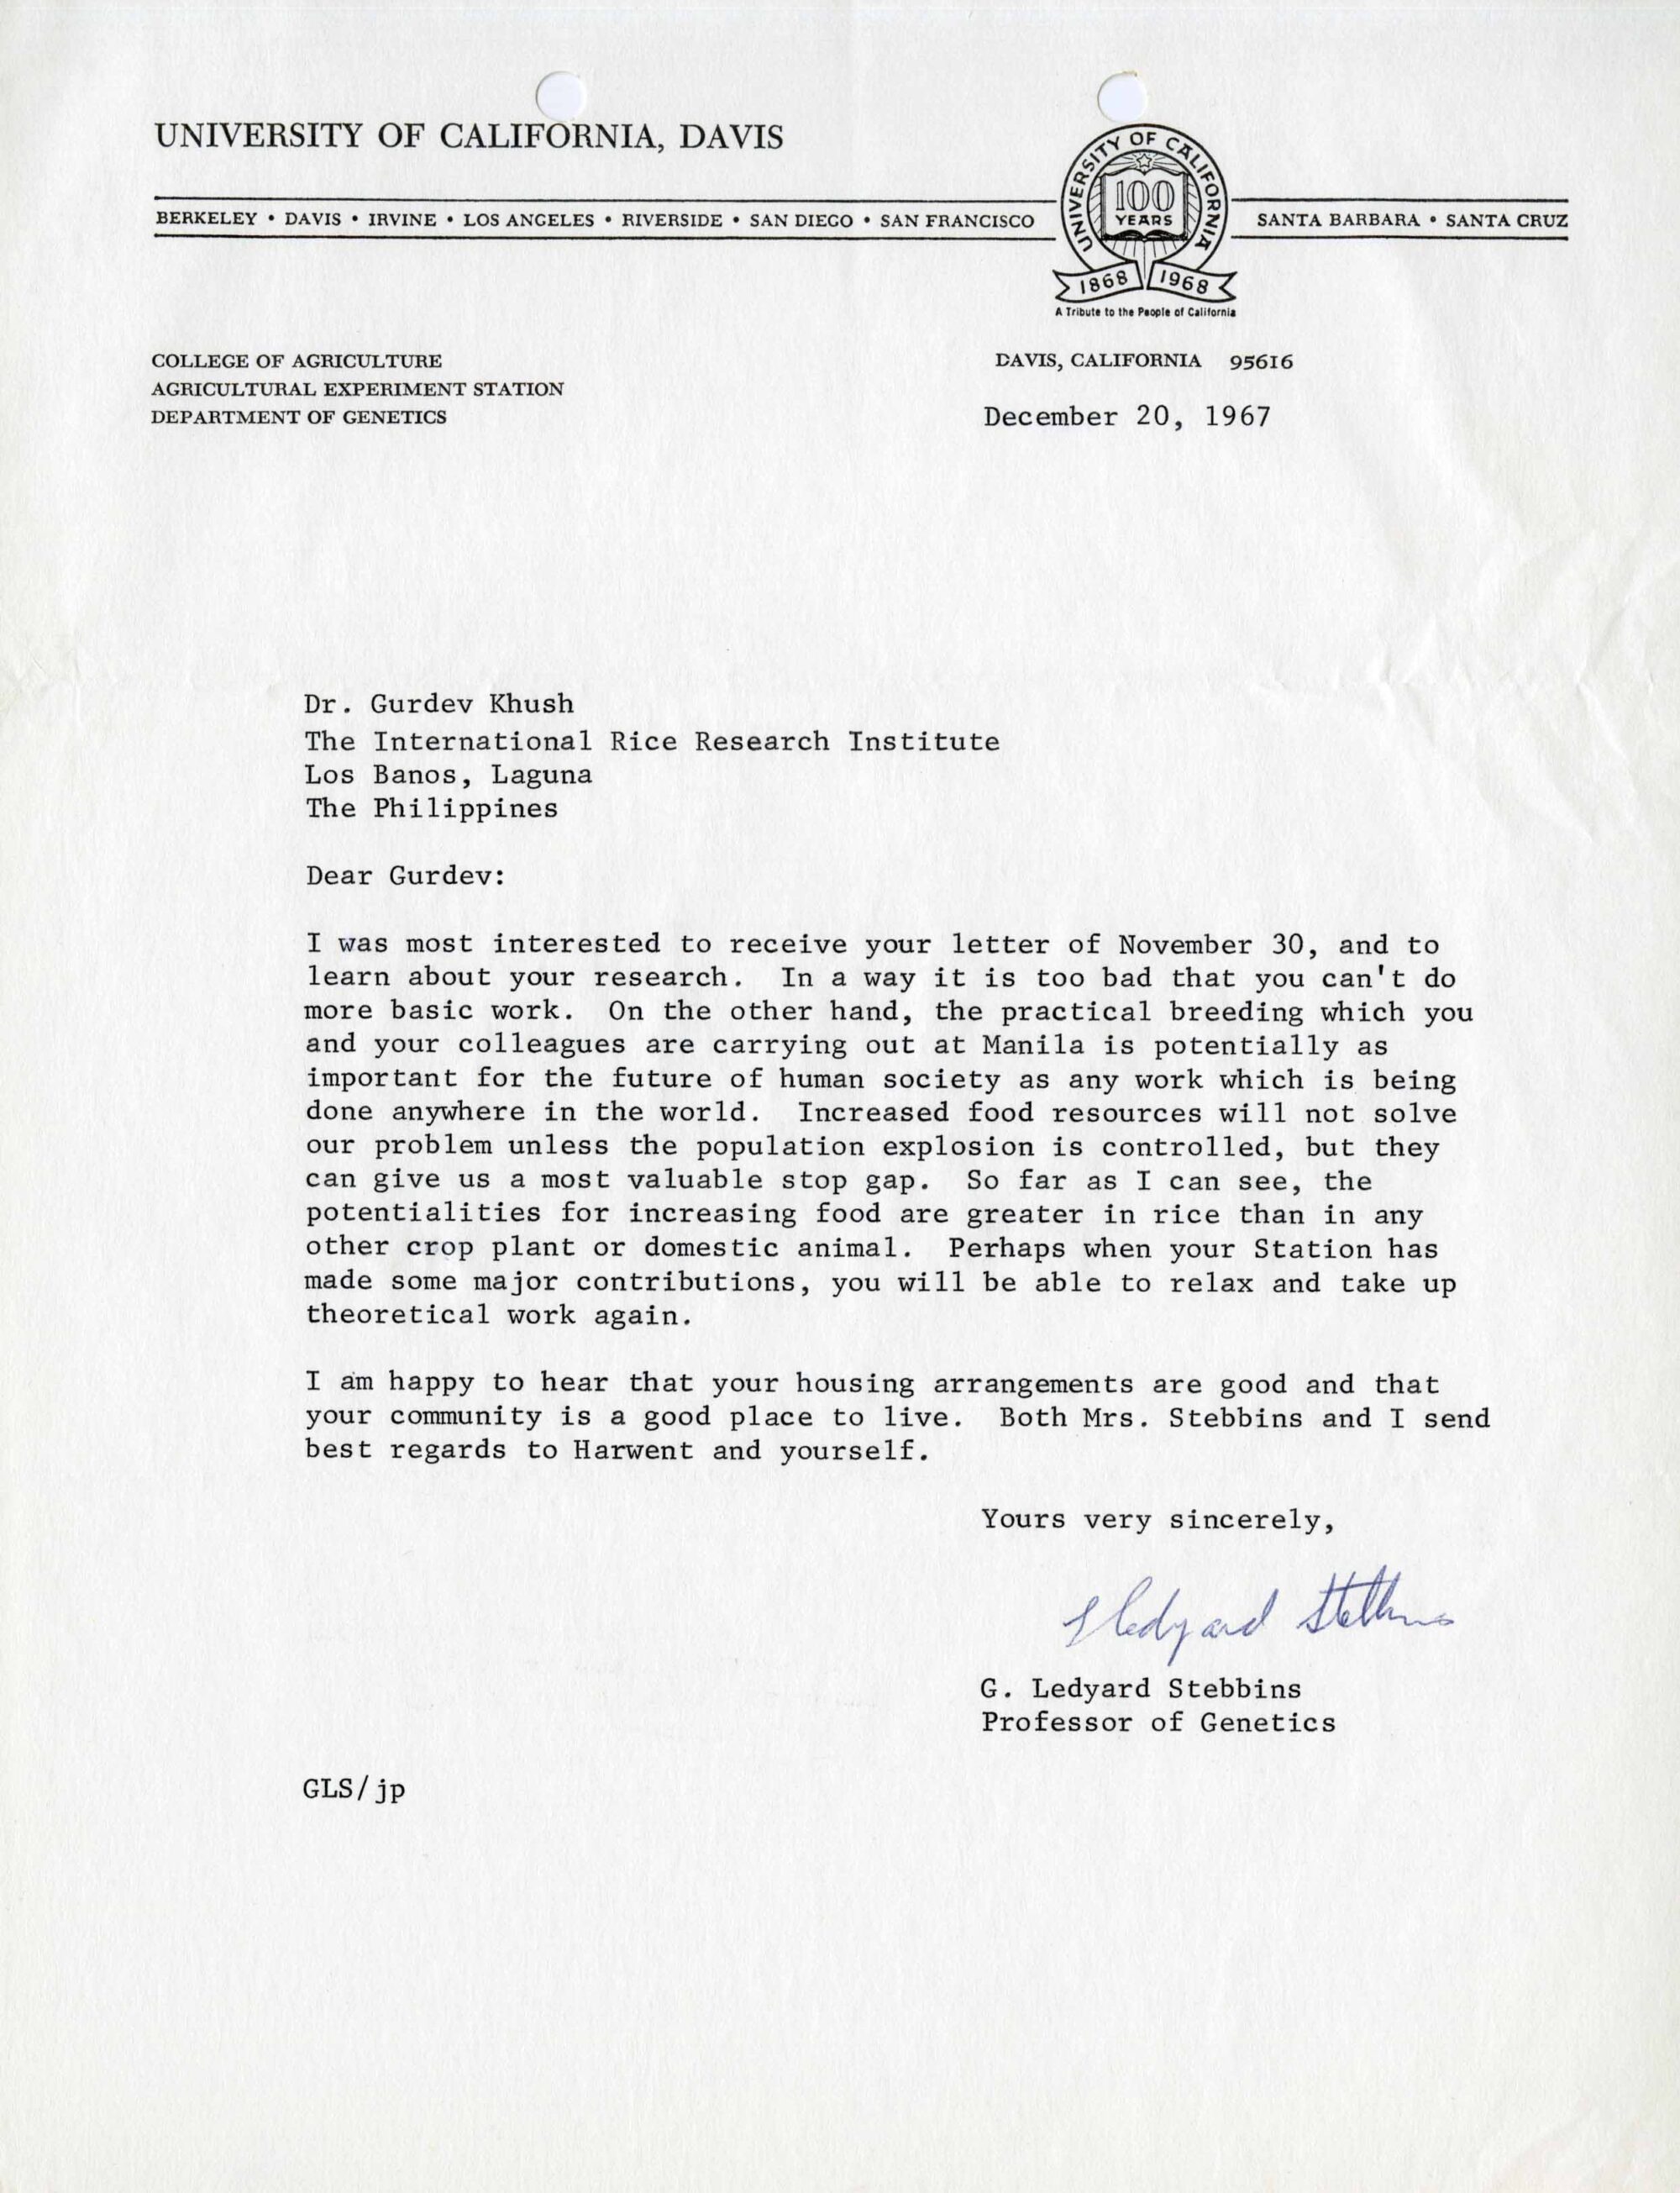 UNIVERSITY OF CALIFORNIA, DAVIS
BERKELEY • DAVIS • IRVINE • LOS ANGELES • RIVERSIDE • SAN DIEGO • SAN FRANCISCO
UNIVERSITY OF CALIFORNIA
100
YEARS
1868 1968
A Tribute to the People of California
SANTA BARBARA • SANTA CRUZ
COLLEGE OF AGRICULTURE
AGRICULTURAL EXPERIMENT STATION
DEPARTMENT OF GENETICS
DAVIS, CALIFORNIA 95616
December 20, 1967
Dr. Gurdev Khush
The International Rice Research Institute
Los Banos, Laguna
The Philippines
Dear Gurdev:
I was most interested to receive your letter of November 30, and to
learn about your research. In a way it is too bad that you can't do
more basic work. On the other hand, the practical breeding which you
and your colleagues are carrying out at Manila is potentially as
important for the future of human society as any work which is being
done anywhere in the world. Increased food resources will not solve
our problem unless the population explosion is controlled, but they
can give us a most valuable stop gap. So far as I can see, the
potentialities for increasing food are greater in rice than in any
other crop plant or domestic animal. Perhaps when your Station has
made some major contributions, you will be able to relax and take up
theoretical work again.
I am happy to hear that your housing arrangements are good and that
your community is a good place to live. Both Mrs. Stebbins and I send
best regards to Harwent and yourself.
Yours very sincerely,
Ledyard Stebbins
G. Ledyard Stebbins
Professor of Genetics
GLS/jp